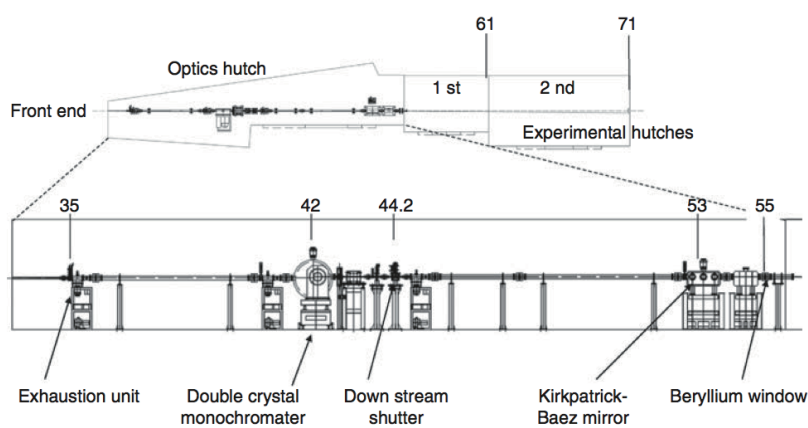 61
71
Optics hutch
1 st
2 nd
Front end
Experimental hutches
35
42
44.2
53
55
Exhaustion unit
Double crystal
monochromater
Down stream
shutter
Kirkpatrick-
Baez mirror
Beryllium window